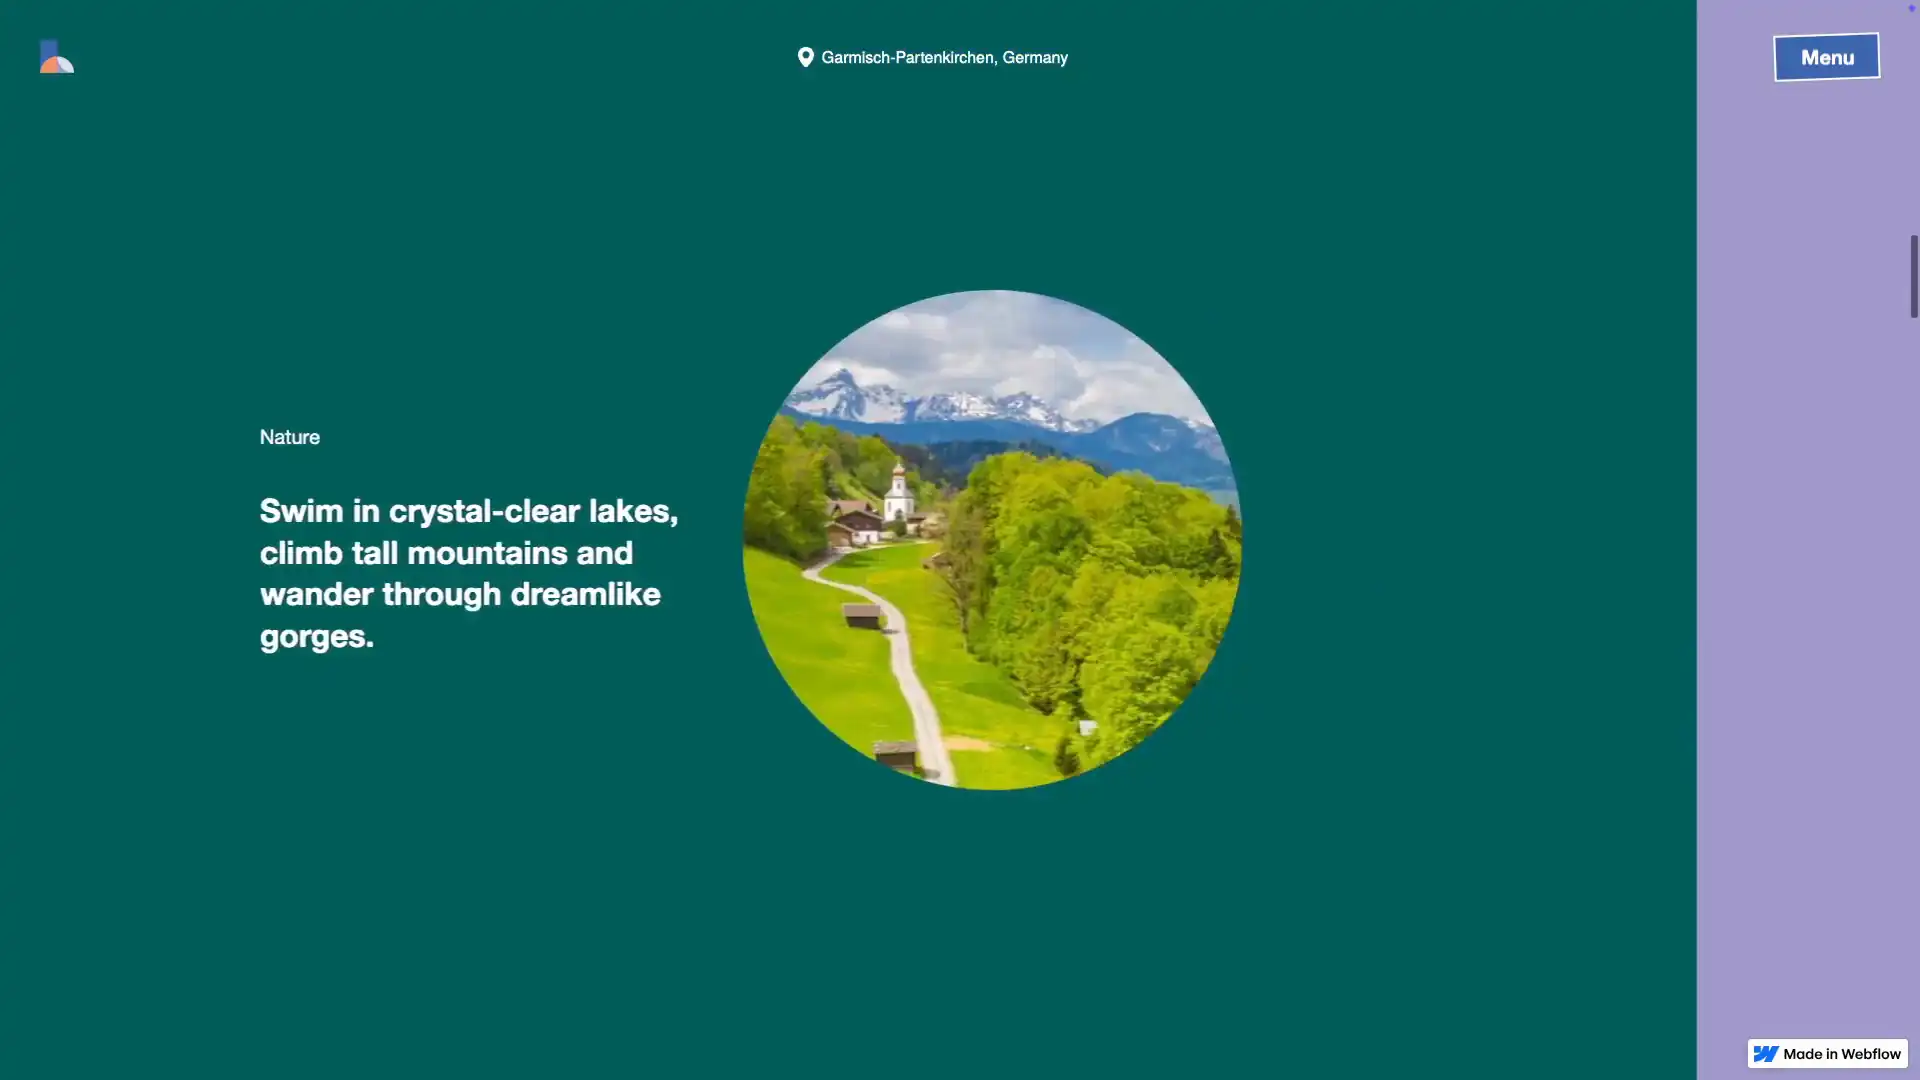 Garmisch-Partenkirchen, Germany
Menu
Nature
Swim in crystal-clear lakes,
climb tall mountains and
wander through dreamlike
gorges.
Made in Webflow